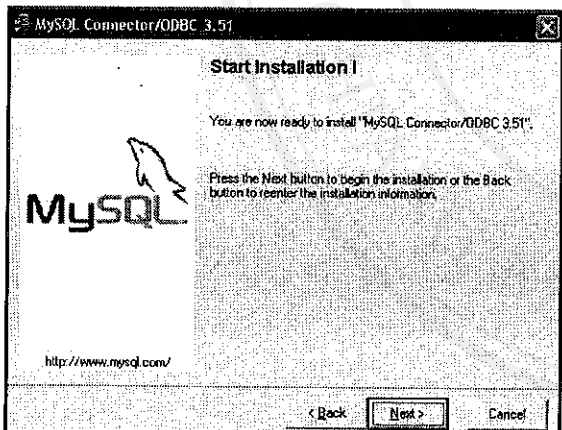 MySQL Connector/ODBC 3.51
Start Installation !
You are now ready to install "MySQL Connector/ODBC 3.51".
Press the Next button to begin the installation or the Back
button to reenter the installation information.
MySQL
http://www.mysql.com/
< Back
Next >
Cancel